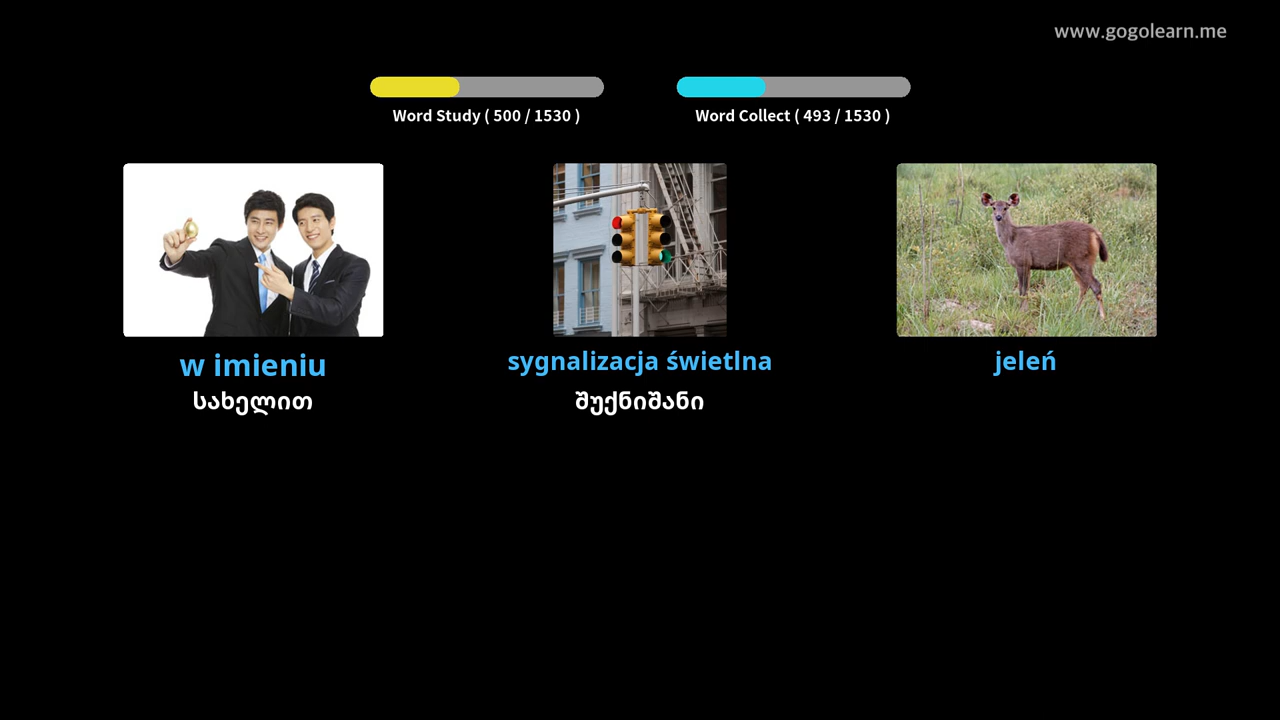 www.gogolearn.me
Word Study ( 500 / 1530 )
Word Collect ( 493 / 1530 )
w imieniu
sygnalizacja świetlna
jeleń
სახელით
შუქნიშანი